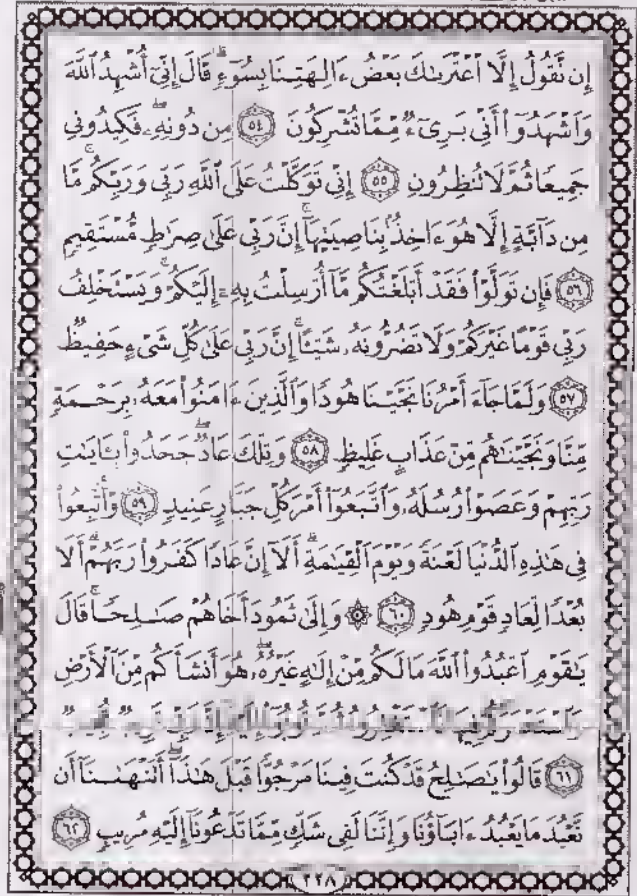 إِن نَّقُولُ إِلَّا ٱعۡتَرَىٰكَ بَعۡضُ ءَالِهَتِنَا بِسُوٓءٖۗ قَالَ إِنِّيٓ أُشۡهِدُ ٱللَّهَ
وَٱشۡهَدُوٓاْ أَنِّي بَرِيٓءٞ مِّمَّا تُشۡرِكُونَ ٥٤ مِن دُونِهِۦۖ فَكِيدُونِي
جَمِيعٗا ثُمَّ لَا تُنظِرُونِ ٥٥ إِنِّي تَوَكَّلۡتُ عَلَى ٱللَّهِ رَبِّي وَرَبِّكُمۚ مَّا
مِن دَآبَّةٍ إِلَّا هُوَ ءَاخِذُۢ بِنَاصِيَتِهَآۚ إِنَّ رَبِّي عَلَىٰ صِرَٰطٖ مُّسۡتَقِيمٖ
٥٦ فَإِن تَوَلَّوۡاْ فَقَدۡ أَبۡلَغۡتُكُم مَّآ أُرۡسِلۡتُ بِهِۦٓ إِلَيۡكُمۡۚ وَيَسۡتَخۡلِفُ
رَبِّي قَوۡمًا غَيۡرَكُمۡ وَلَا تَضُرُّونَهُۥ شَيۡـًٔاۚ إِنَّ رَبِّي عَلَىٰ كُلِّ شَيۡءٍ حَفِيظٞ
٥٧ وَلَمَّا جَآءَ أَمۡرُنَا نَجَّيۡنَا هُودٗا وَٱلَّذِينَ ءَامَنُواْ مَعَهُۥ بِرَحۡمَةٖ
مِّنَّا وَنَجَّيۡنَٰهُم مِّنۡ عَذَابٍ غَلِيظٖ ٥٨ وَتِلۡكَ عَادٞۖ جَحَدُواْ بِـَٔايَٰتِ
رَبِّهِمۡ وَعَصَوۡاْ رُسُلَهُۥ وَٱتَّبَعُوٓاْ أَمۡرَ كُلِّ جَبَّارٍ عَنِيدٖ ٥٩ وَأُتۡبِعُواْ
فِي هَٰذِهِ ٱلدُّنۡيَا لَعۡنَةٗ وَيَوۡمَ ٱلۡقِيَٰمَةِۗ أَلَآ إِنَّ عَادٗا كَفَرُواْ رَبَّهُمۡۗ أَلَا
بُعۡدٗا لِّعَادٖ قَوۡمِ هُودٖ ٦٠ ۞ وَإِلَىٰ ثَمُودَ أَخَاهُمۡ صَٰلِحٗاۚ قَالَ
يَٰقَوۡمِ ٱعۡبُدُواْ ٱللَّهَ مَا لَكُم مِّنۡ إِلَٰهٍ غَيۡرُهُۥۖ هُوَ أَنشَأَكُم مِّنَ ٱلۡأَرۡضِ
٦١ قَالُواْ يَٰصَٰلِحُ قَدۡ كُنتَ فِينَا مَرۡجُوّٗا قَبۡلَ هَٰذَآۖ أَتَنۡهَىٰنَآ أَن
نَّعۡبُدَ مَا يَعۡبُدُ ءَابَآؤُنَا وَإِنَّنَا لَفِي شَكّٖ مِّمَّا تَدۡعُونَآ إِلَيۡهِ مُرِيبٖ ٦٢
٢٢٨